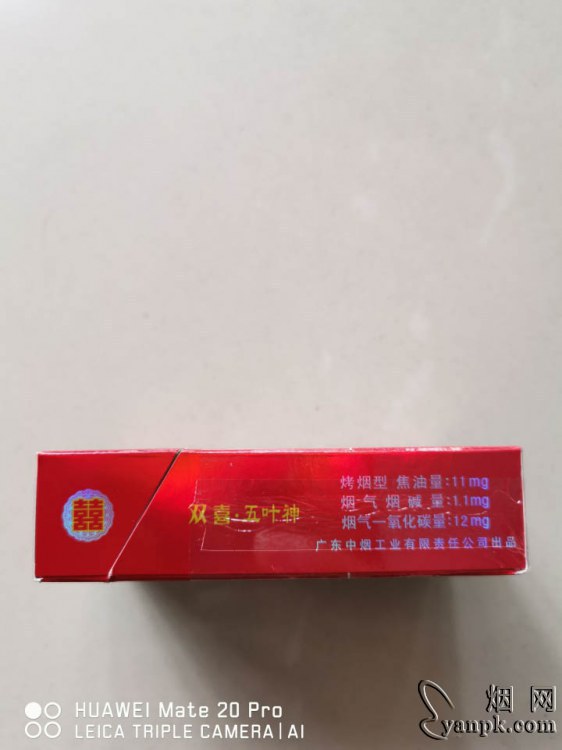 囍
双喜·五叶神
烤烟型 焦油量:11mg
烟气烟碱量:1.1mg
烟气一氧化碳量:12mg
广东中烟工业有限责任公司出品
HUAWEI Mate 20 Pro
LEICA TRIPLE CAMERA | AI
烟网
yanpk.com